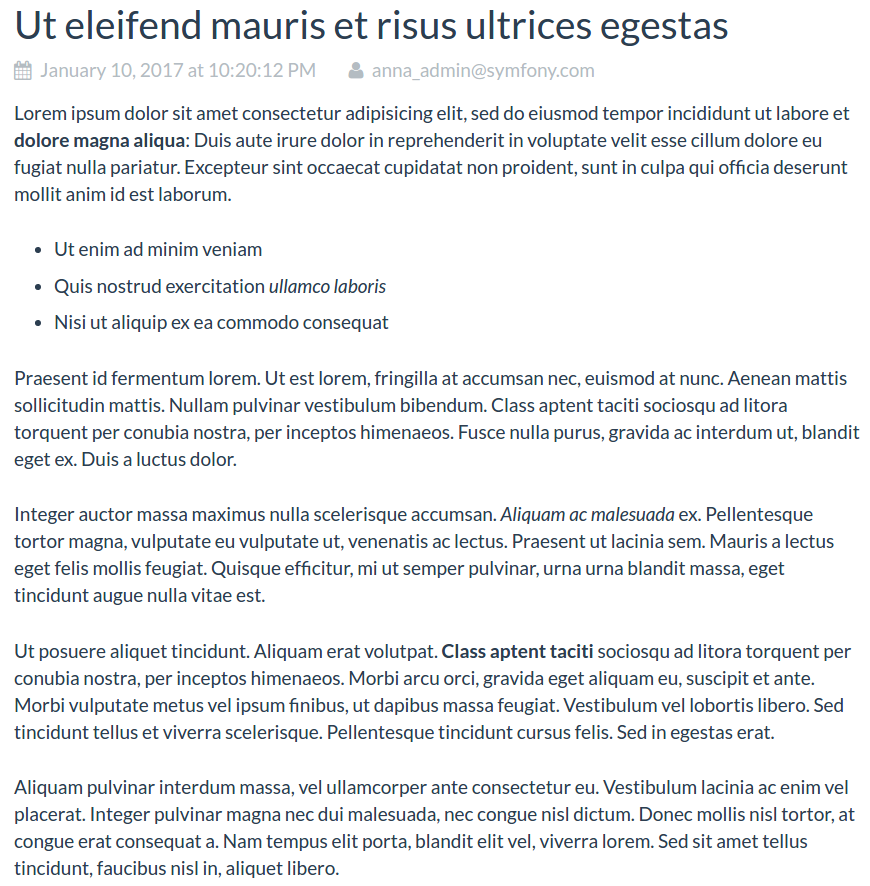 Ut eleifend mauris et risus ultrices egestas
January 10, 2017 at 10:20:12 PM anna_admin@symfony.com
Lorem ipsum dolor sit amet consectetur adipisicing elit, sed do eiusmod tempor incididunt ut labore et
dolore magna aliqua: Duis aute irure dolor in reprehenderit in voluptate velit esse cillum dolore eu
fugiat nulla pariatur. Excepteur sint occaecat cupidatat non proident, sunt in culpa qui officia deserunt
mollit anim id est laborum.
• Ut enim ad minim veniam
• Quis nostrud exercitation ullamco laboris
• Nisi ut aliquip ex ea commodo consequat
Praesent id fermentum lorem. Ut est lorem, fringilla at accumsan nec, euismod at nunc. Aenean mattis
sollicitudin mattis. Nullam pulvinar vestibulum bibendum. Class aptent taciti sociosqu ad litora
torquent per conubia nostra, per inceptos himenaeos. Fusce nulla purus, gravida ac interdum ut, blandit
eget ex. Duis a luctus dolor.
Integer auctor massa maximus nulla scelerisque accumsan. Aliquam ac malesuada ex. Pellentesque
tortor magna, vulputate eu vulputate ut, venenatis ac lectus. Praesent ut lacinia sem. Mauris a lectus
eget felis mollis feugiat. Quisque efficitur, mi ut semper pulvinar, urna urna blandit massa, eget
tincidunt augue nulla vitae est.
Ut posuere aliquet tincidunt. Aliquam erat volutpat. Class aptent taciti sociosqu ad litora torquent per
conubia nostra, per inceptos himenaeos. Morbi arcu orci, gravida eget aliquam eu, suscipit et ante.
Morbi vulputate metus vel ipsum finibus, ut dapibus massa feugiat. Vestibulum vel lobortis libero. Sed
tincidunt tellus et viverra scelerisque. Pellentesque tincidunt cursus felis. Sed in egestas erat.
Aliquam pulvinar interdum massa, vel ullamcorper ante consectetur eu. Vestibulum lacinia ac enim vel
placerat. Integer pulvinar magna nec dui malesuada, nec congue nisl dictum. Donec mollis nisl tortor, at
congue erat consequat a. Nam tempus elit porta, blandit elit vel, viverra lorem. Sed sit amet tellus
tincidunt, faucibus nisl in, aliquet libero.